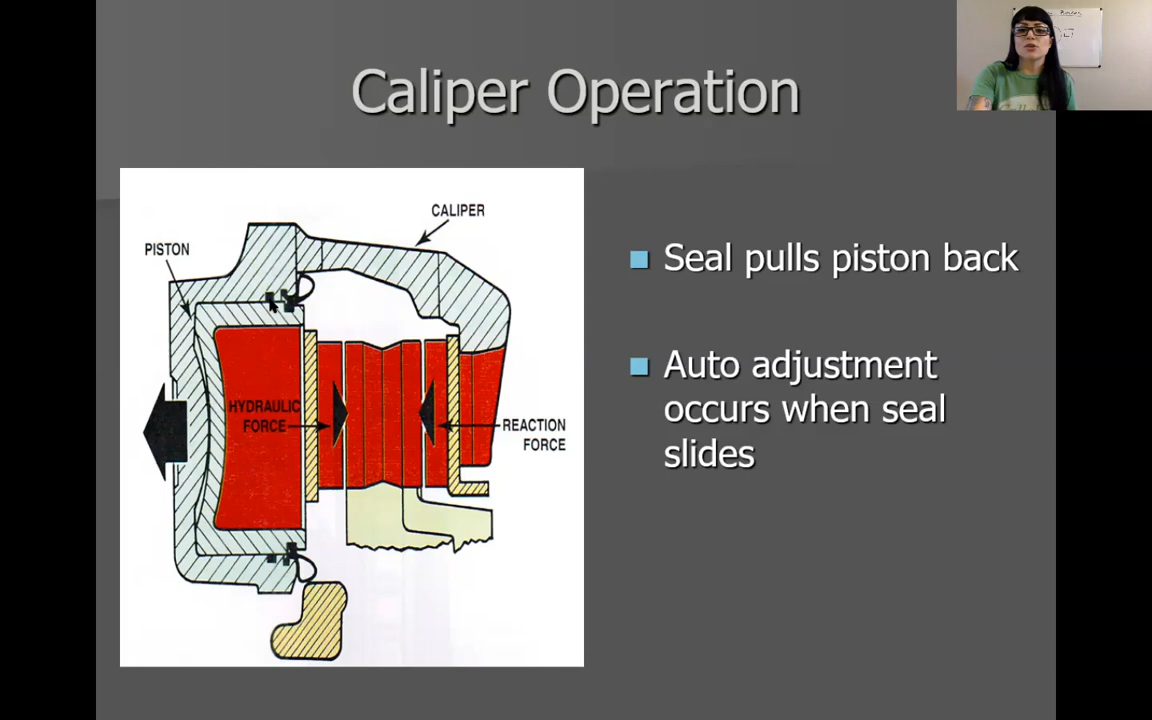 Caliper Operation
CALIPER
PISTON
HYDRAULIC
FORCE
REACTION
FORCE
Seal pulls piston back
Auto adjustment
occurs when seal
slides